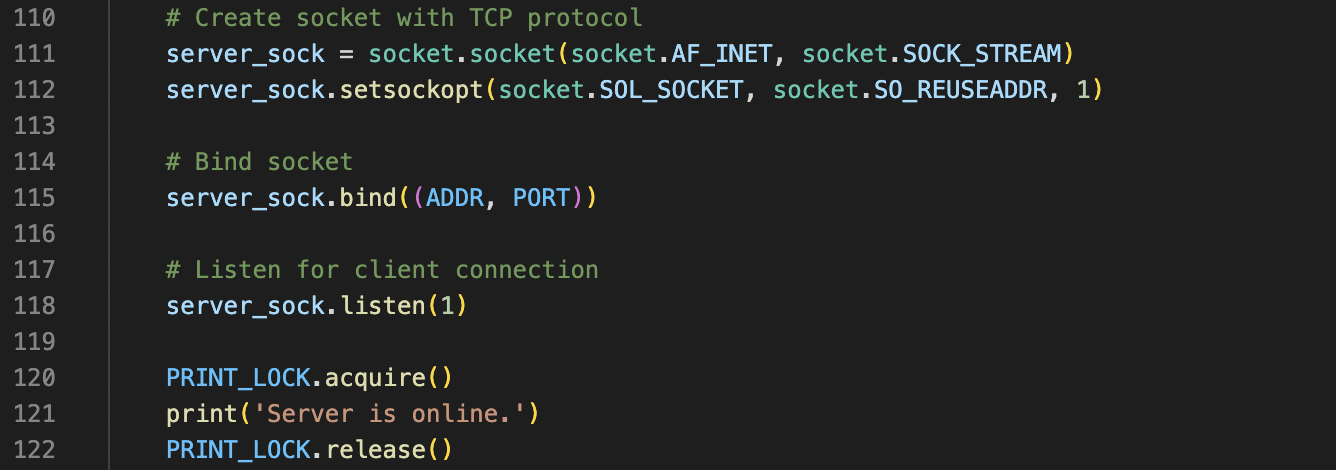 110 # Create socket with TCP protocol
111 server_sock = socket.socket(socket.AF_INET, socket.SOCK_STREAM)
112 server_sock.setsockopt(socket.SOL_SOCKET, socket.SO_REUSEADDR, 1)
113
114 # Bind socket
115 server_sock.bind((ADDR, PORT))
116
117 # Listen for client connection
118 server_sock.listen(1)
119
120 PRINT_LOCK.acquire()
121 print('Server is online.')
122 PRINT_LOCK.release()